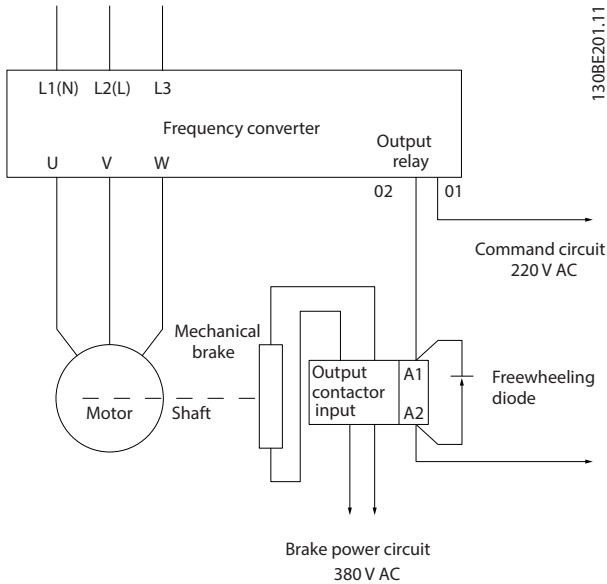 130BE201.11
L1(N) L2(L) L3
Frequency converter
Output
relay
U V W
02 01
Command circuit
220 V AC
Mechanical
brake
Output
contactor
input
A1
A2
Freewheeling
diode
Motor
Shaft
Brake power circuit
380 V AC